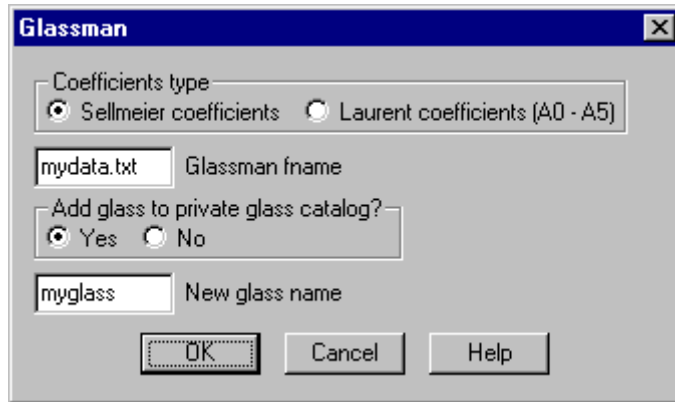 Glassman
Coefficients type
Sellmeier coefficients Laurent coefficients (A0 - A5)
mydata.txt Glassman fname
Add glass to private glass catalog?
Yes No
myglass New glass name
OK Cancel Help